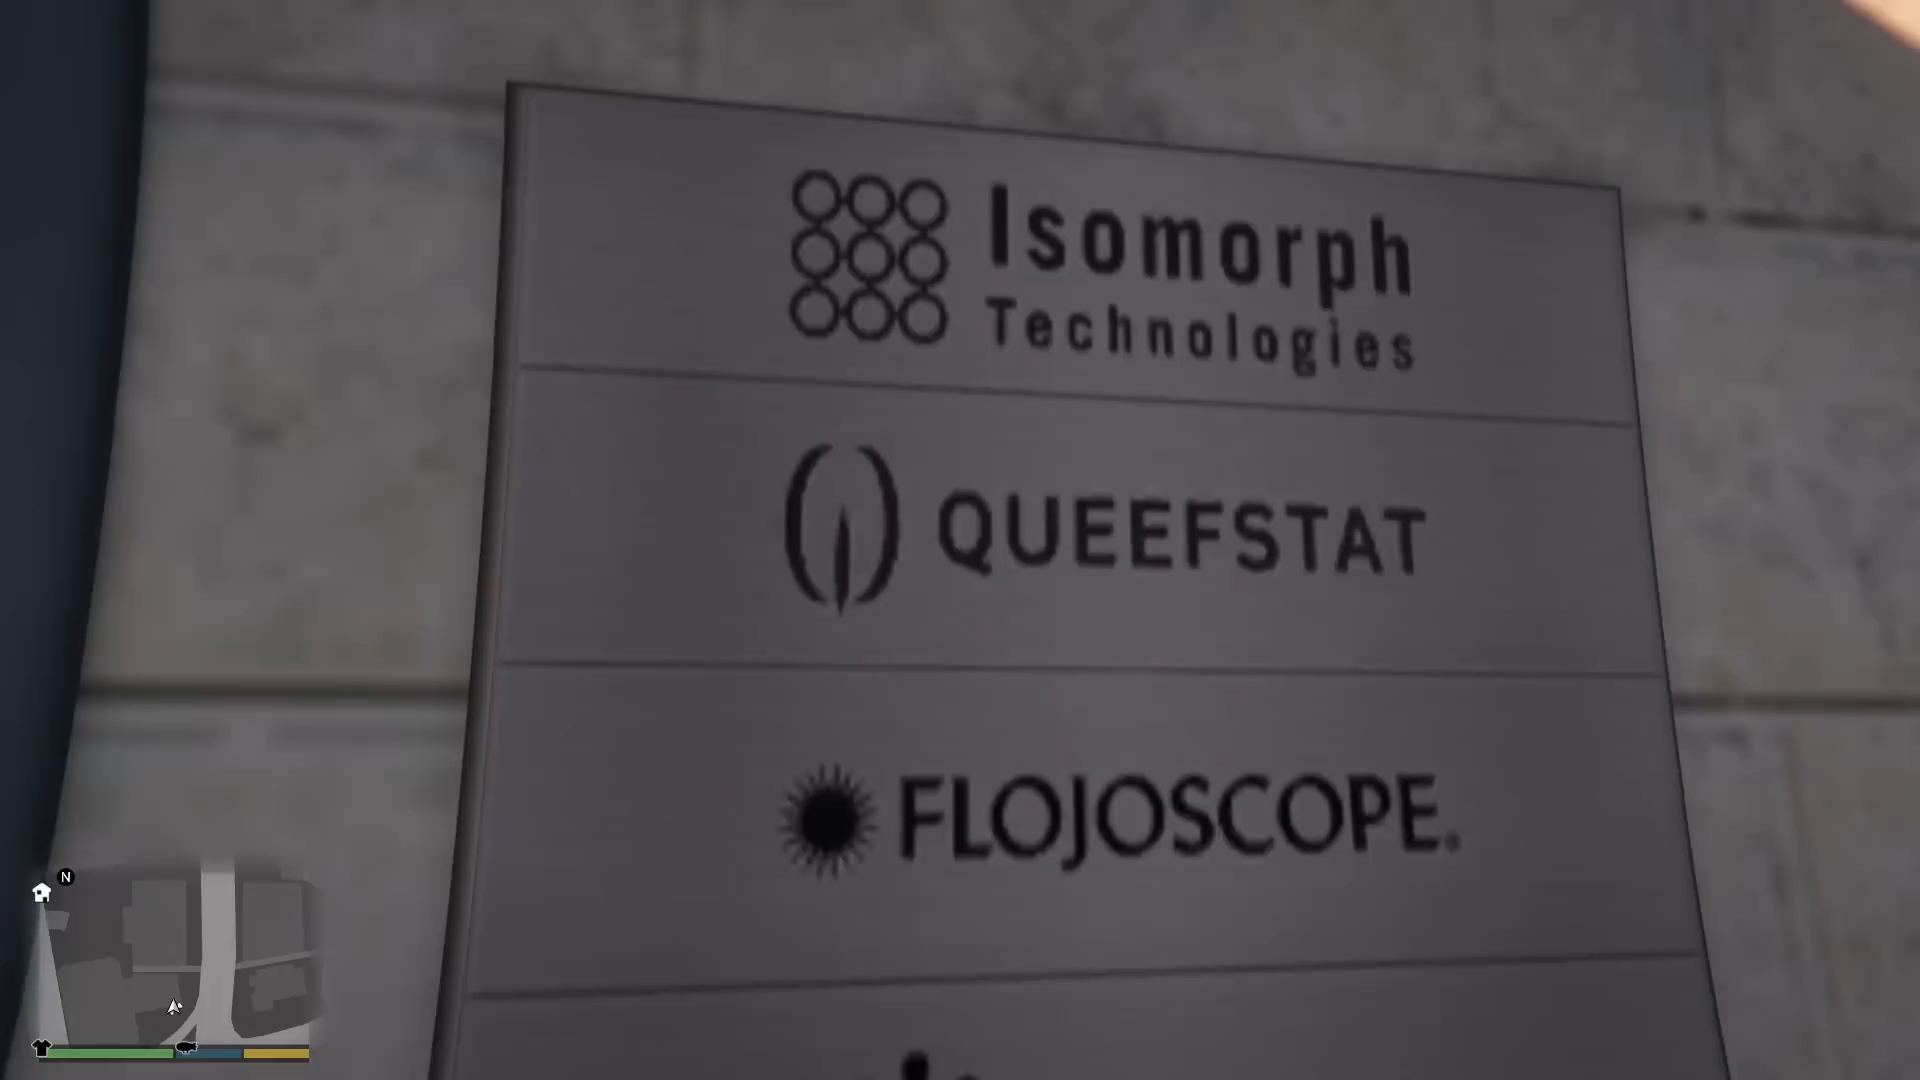 Isomorph
Technologies
QUEEFSTAT
FLOJOSCOPE®
N